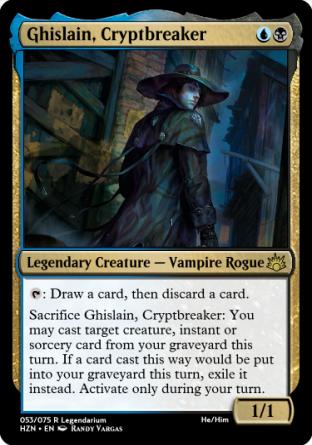 Ghislain, Cryptbreaker
Legendary Creature — Vampire Rogue
: Draw a card, then discard a card.
Sacrifice Ghislain, Cryptbreaker: You
may cast target creature, instant or
sorcery card from your graveyard this
turn. If a card cast this way would be put
into your graveyard this turn, exile it
instead. Activate only during your turn.
1/1
053/075 R Legendarium
He/Him
HZN • EN Randy Vargas